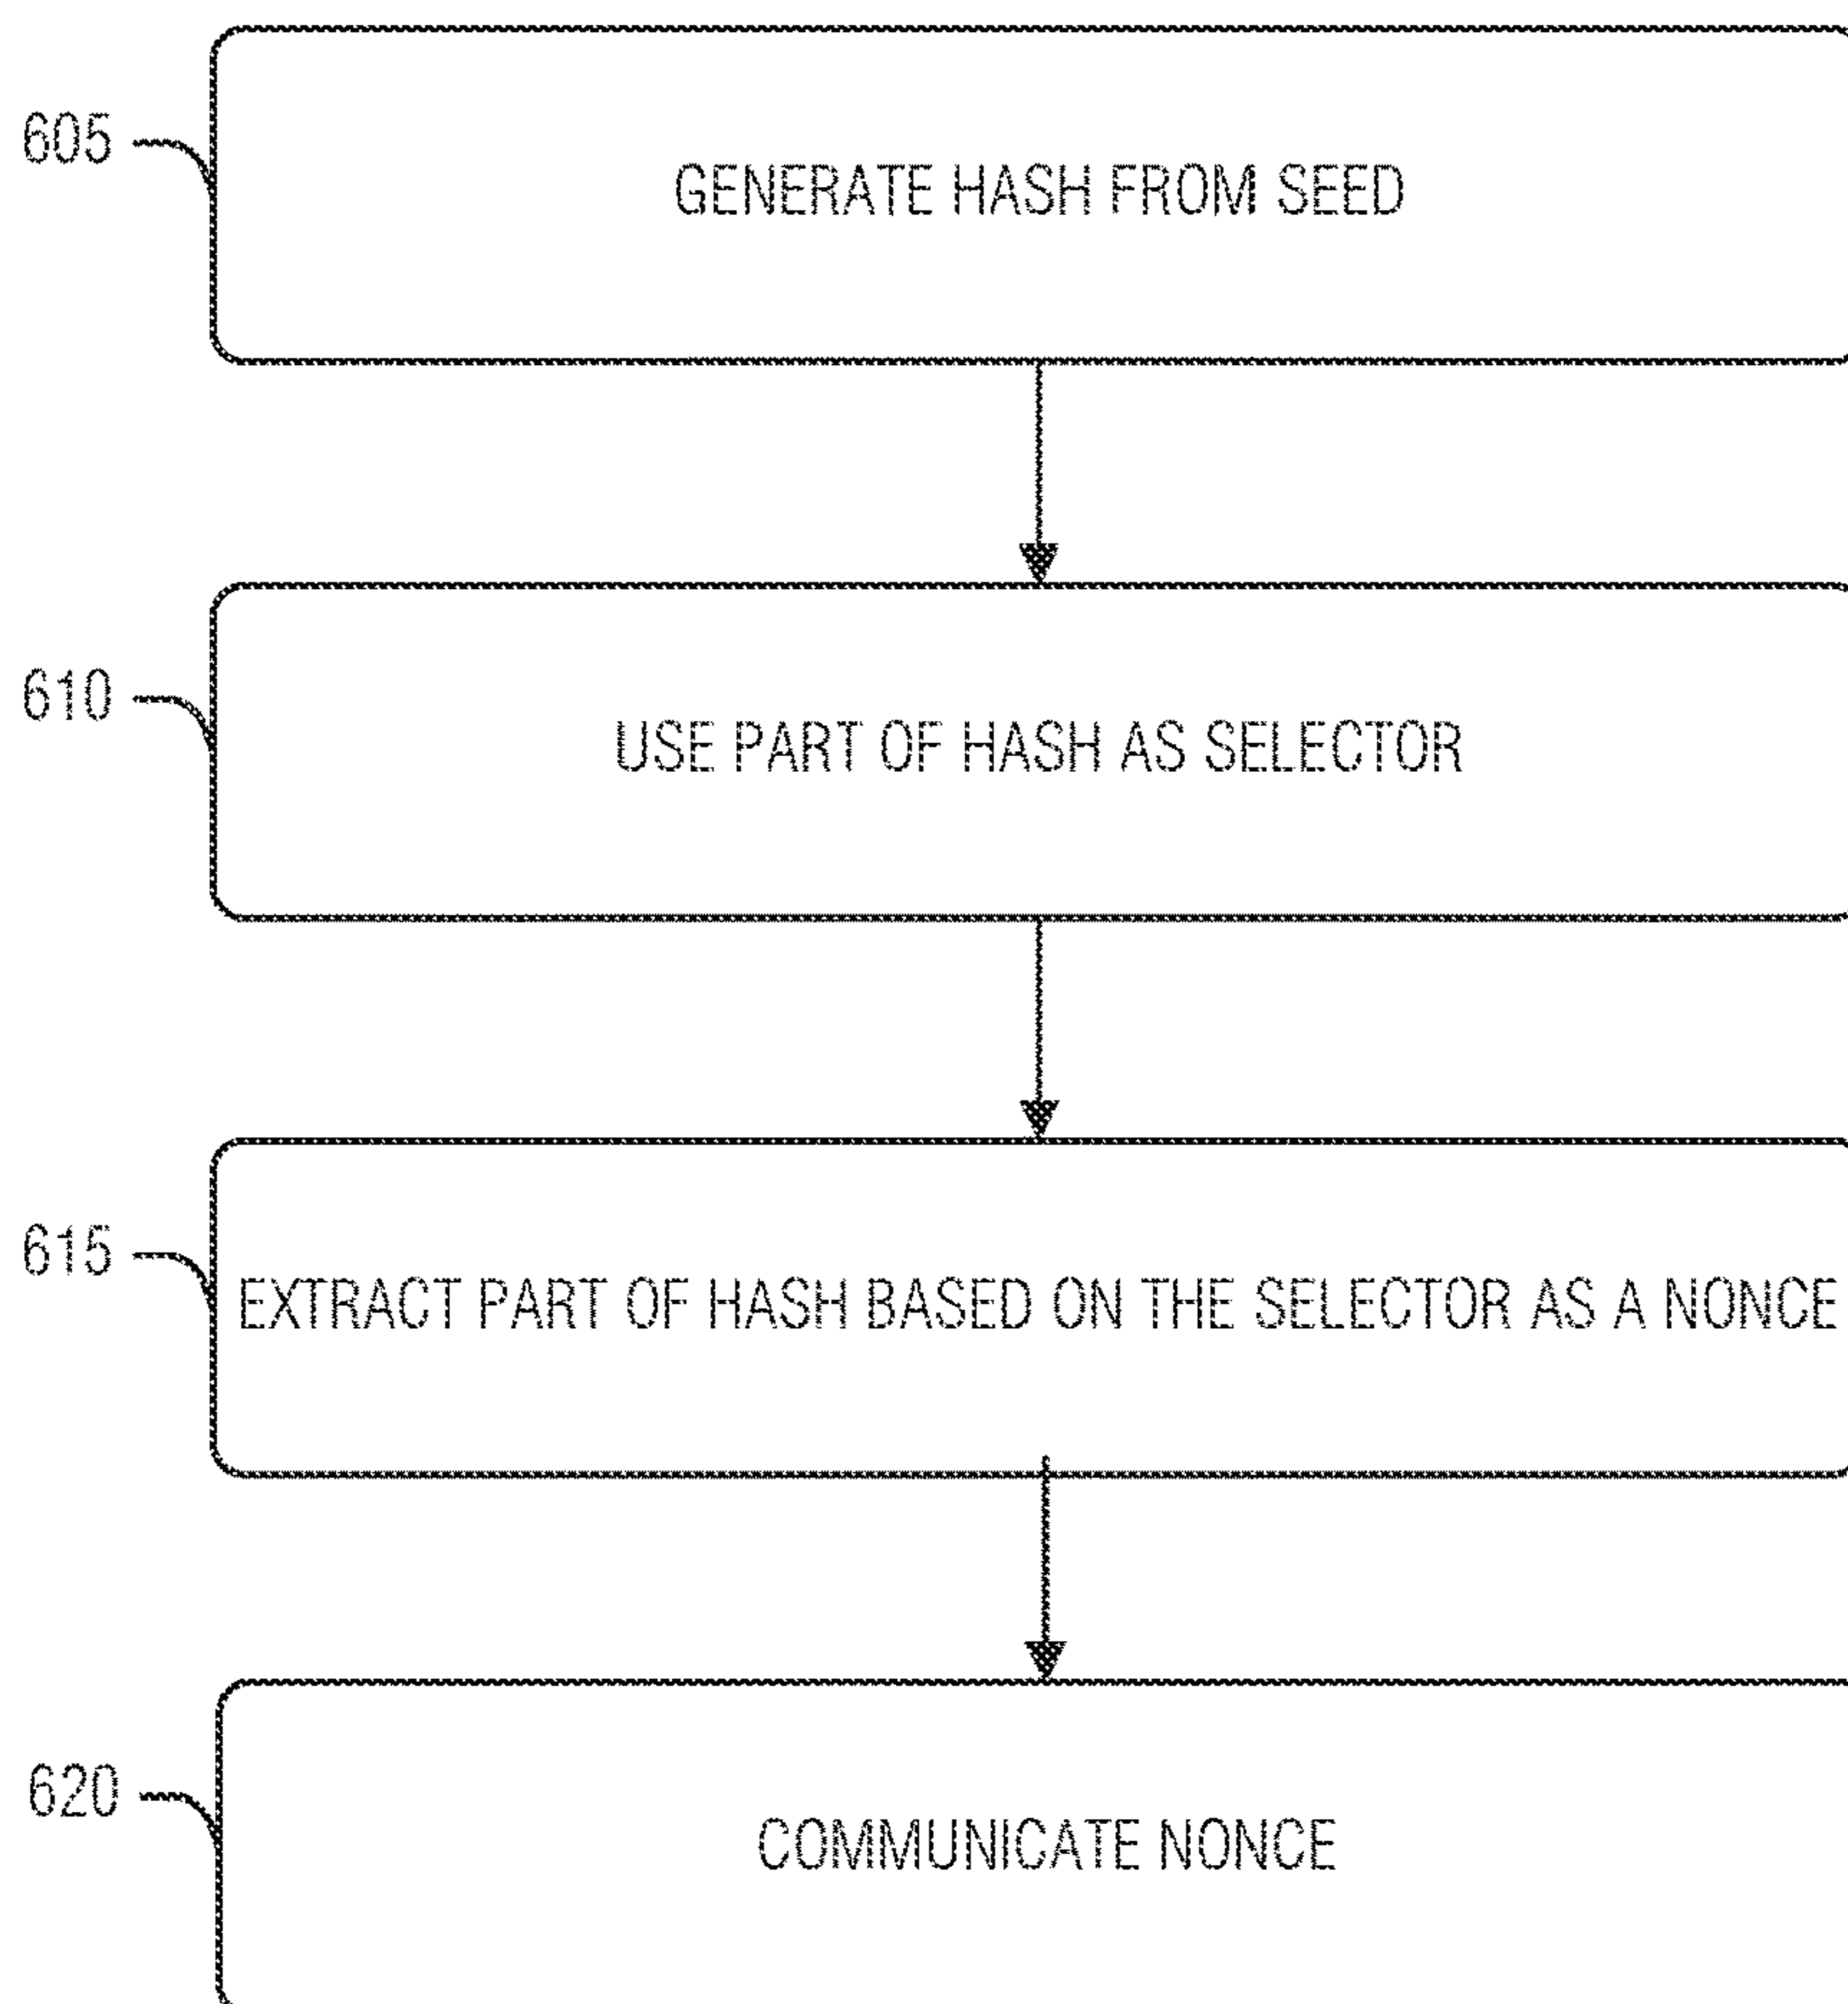 605
GENERATE HASH FROM SEED
610
USE PART OF HASH AS SELECTOR
615
EXTRACT PART OF HASH BASED ON THE SELECTOR AS A NONCE
620
COMMUNICATE NONCE